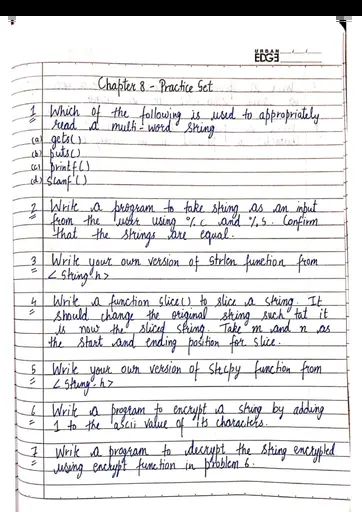 URBAN
EDGE
Chapter 8 - Practice Set
1 Which of the following is used to appropriately
read a multi-word string
(a) gets()
(b) puts()
(c) printf()
(d) scanf()
2 Write a program to take string as an input
from the user using %c and %s. Confirm
that the strings are equal.
3 Write your own version of strlen function from
<string.h>
4 Write a function slice() to slice a string. It
should change the original string such tat it
is now the sliced string. Take m and n as
the start and ending position for slice.
5 Write your own version of strcpy function from
<string.h>
6 Write a program to encrypt a string by adding
1 to the ascii value of its characters.
7 Write a program to decrypt the string encrypted
using encrypt function in problem 6.